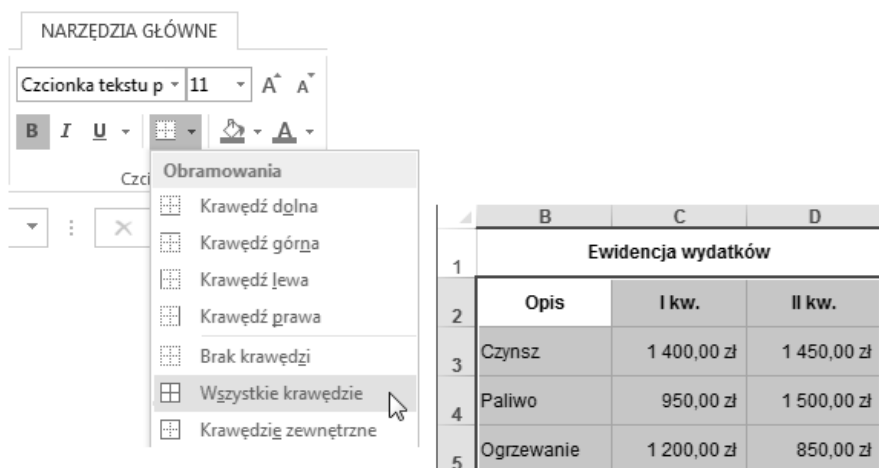 NARZĘDZIA GŁÓWNE
Czcionka tekstu p 11 A A
B I U A
Czci
Obramowania
Krawędź dolna
Krawędź górna
Krawędź lewa
Krawędź prawa
Brak krawędzi
Wszystkie krawędzie
Krawędzie zewnętrzne
B C D
1 Ewidencja wydatków
2 Opis I kw. II kw.
3 Czynsz 1 400,00 zł 1 450,00 zł
4 Paliwo 950,00 zł 1 500,00 zł
5 Ogrzewanie 1 200,00 zł 850,00 zł